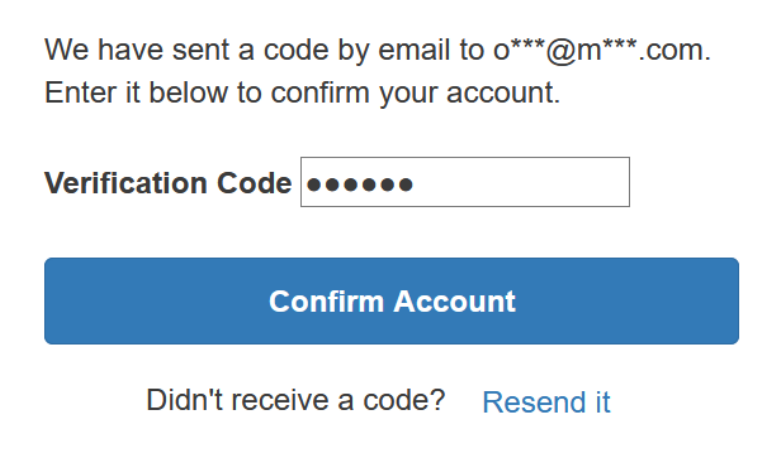 We have sent a code by email to o***@m***.com.
Enter it below to confirm your account.
Verification Code ●●●●●●
Confirm Account
Didn't receive a code? Resend it